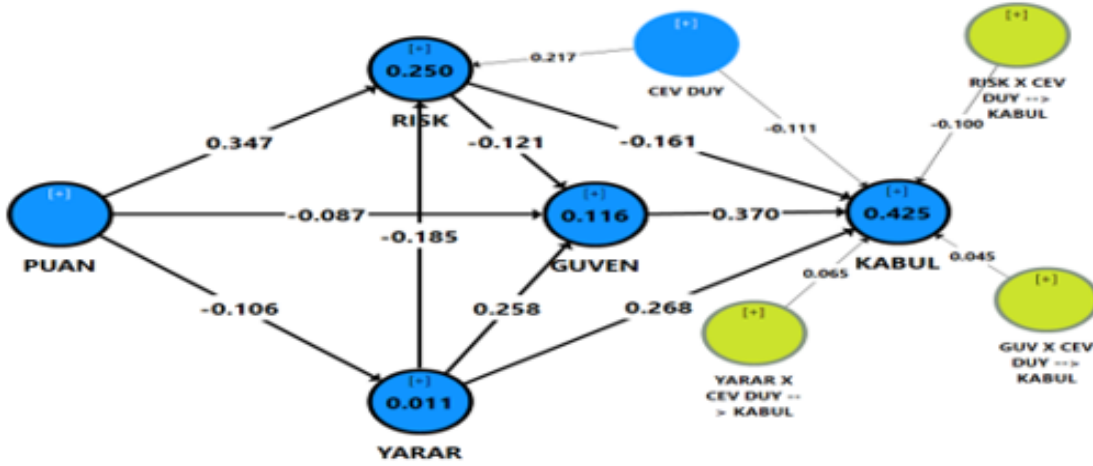 [+]
0.250
RISK
0.217
[+]
CEV DUY
[+]
RISK X CEV
DUY -->
KABUL
0.347
-0.121
-0.161
-0.111
-0.100
[+]
PUAN
-0.087
-0.185
[+]
0.116
GUVEN
0.370
[+]
0.425
KABUL
-0.106
0.258
0.268
0.065
0.045
[+]
0.011
YARAR
[+]
YARAR X
CEV DUY --
> KABUL
[+]
GUV X CEV
DUY -->
KABUL